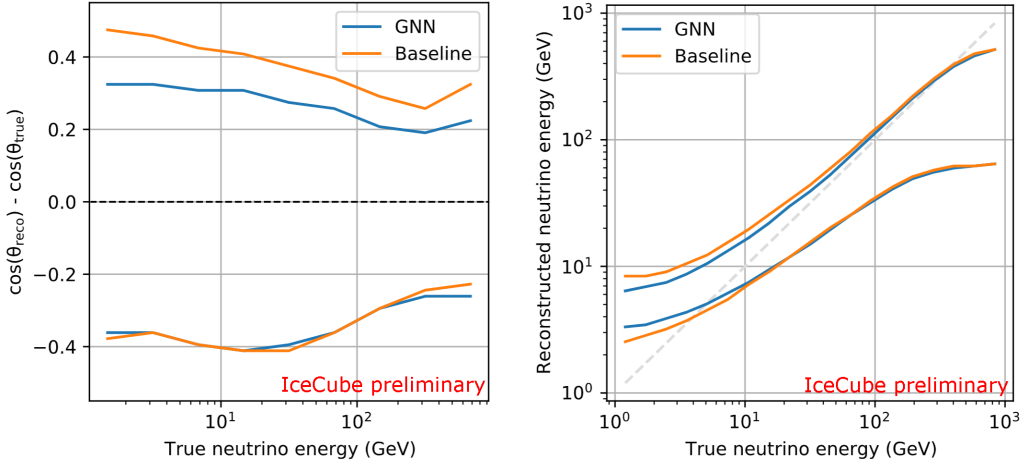 GNN
Baseline
0.4
0.2
0.0
−0.2
−0.4
cos(θreco) - cos(θtrue)
IceCube preliminary
10¹
10²
True neutrino energy (GeV)
GNN
Baseline
10³
10²
10¹
10⁰
Reconstructed neutrino energy (GeV)
IceCube preliminary
10⁰
10¹
10²
10³
True neutrino energy (GeV)